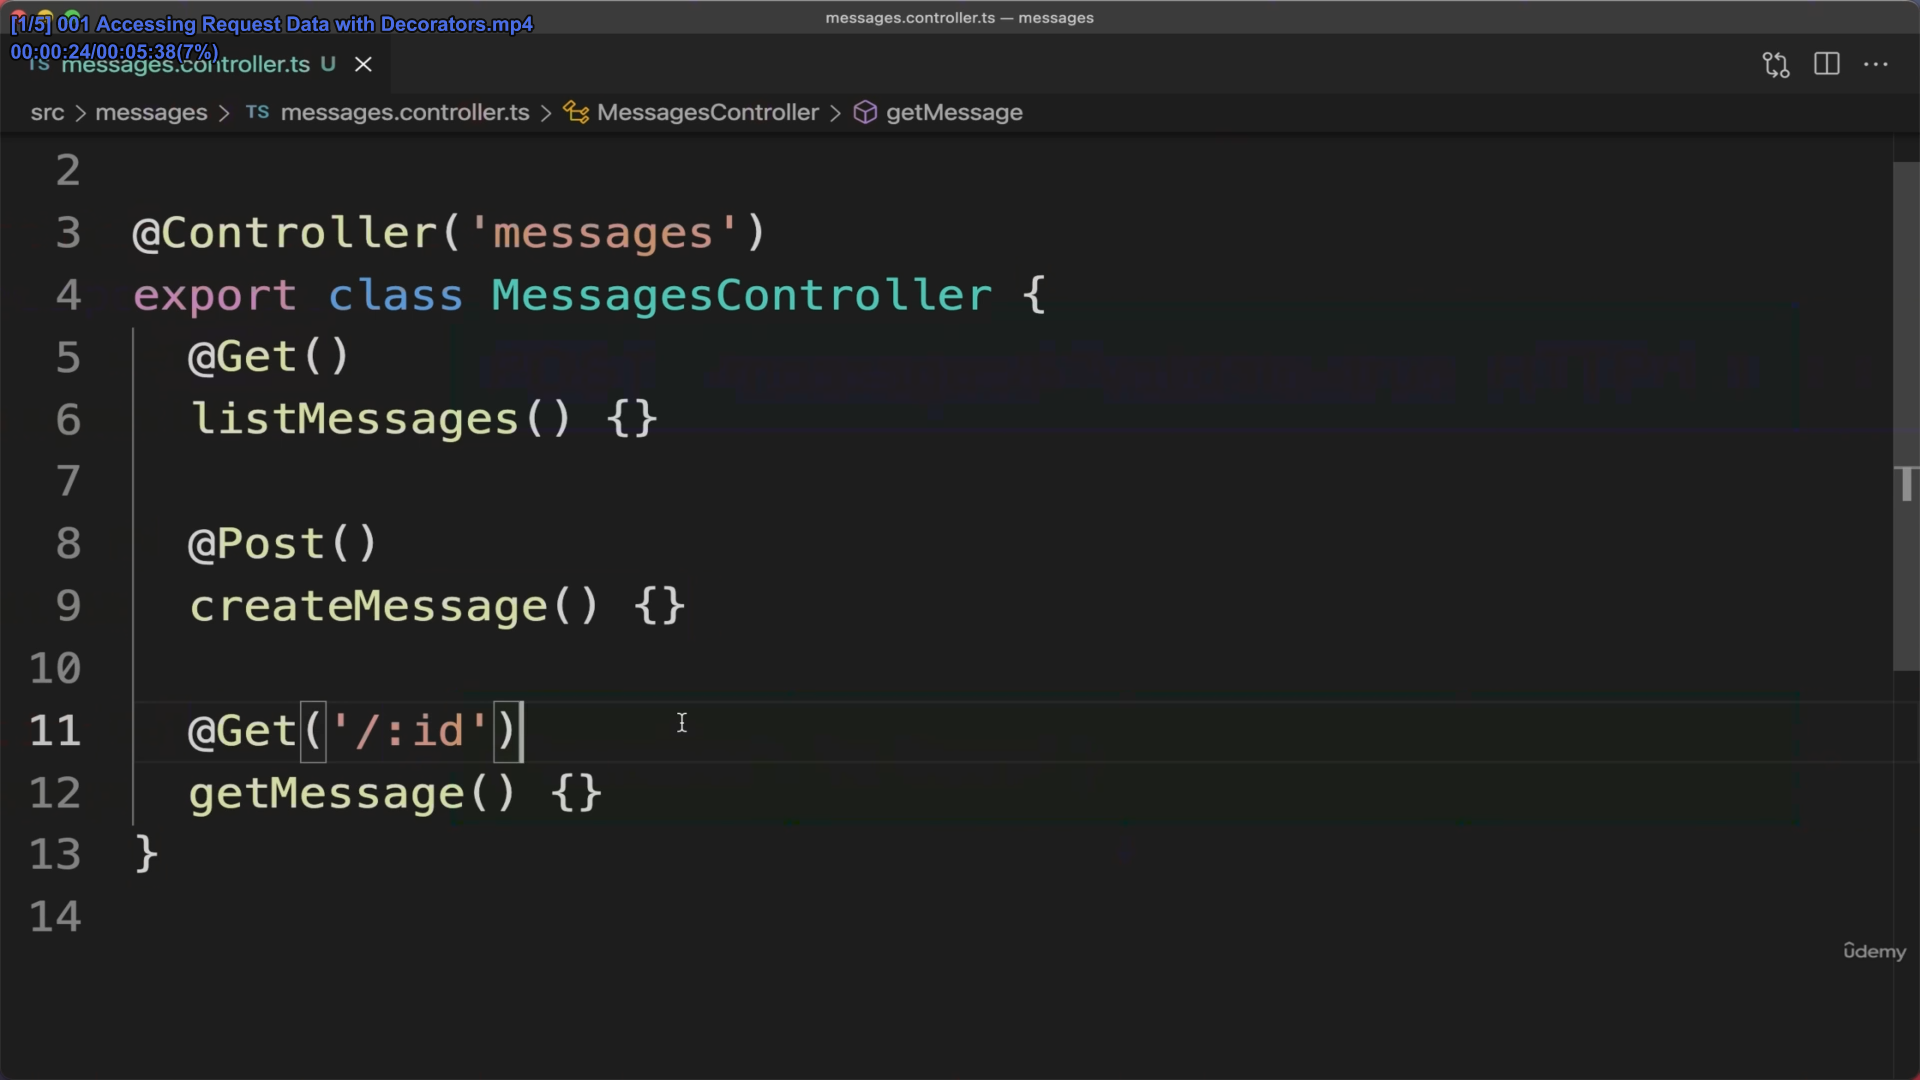 messages.controller.ts — messages
[1/5] 001 Accessing Request Data with Decorators.mp4
00:00:24/00:05:38(7%)
TS messages.controller.ts U
src > messages > TS messages.controller.ts > MessagesController > getMessage
2
3 @Controller('messages')
4 export class MessagesController {
5 @Get()
6 listMessages() {}
7
8 @Post()
9 createMessage() {}
10
11 @Get('/:id')
12 getMessage() {}
13 }
14
ûdemy